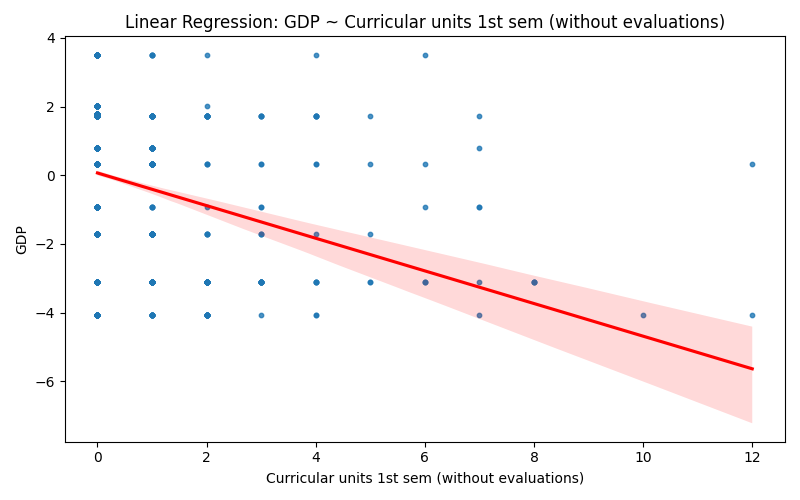 Linear Regression: GDP ~ Curricular units 1st sem (without evaluations)
4
2
0
−2
−4
−6
GDP
0 2 4 6 8 10 12
Curricular units 1st sem (without evaluations)